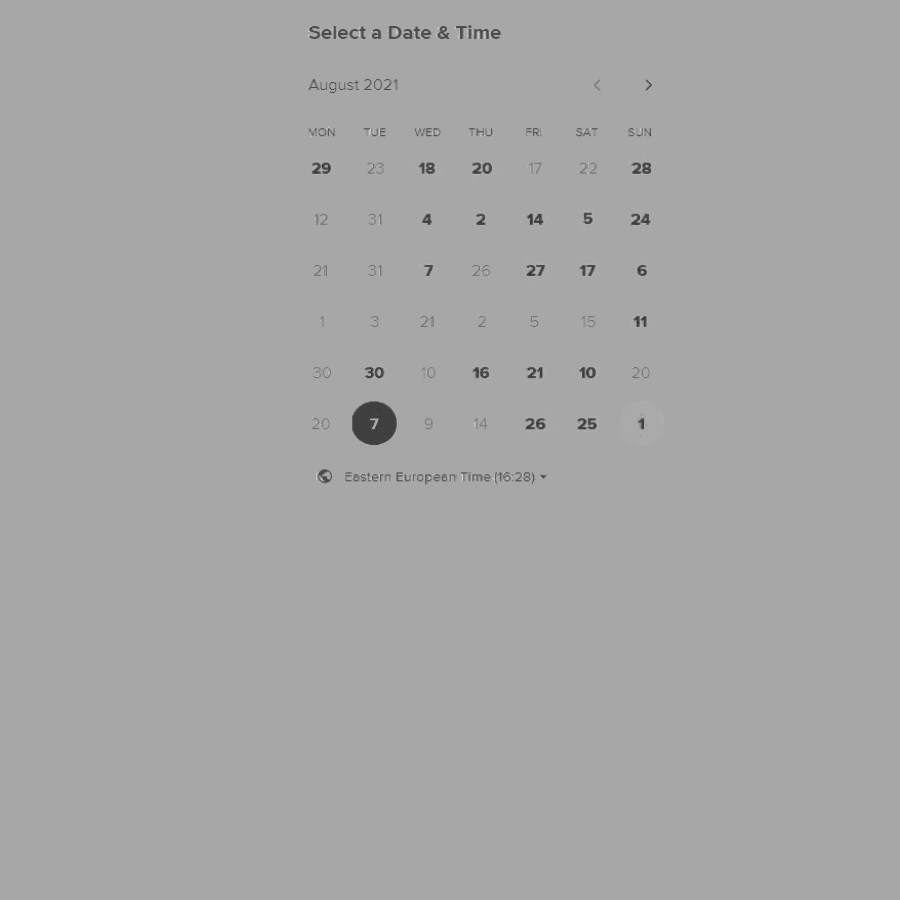 Select a Date & Time
August 2021
MON TUE WED THU FRI SAT SUN
29 23 18 20 17 22 28
12 31 4 2 14 5 24
21 31 7 26 27 17 6
1 3 21 2 5 15 11
30 30 10 16 21 10 20
20 7 9 14 26 25 1
Eastern European Time (16:28)